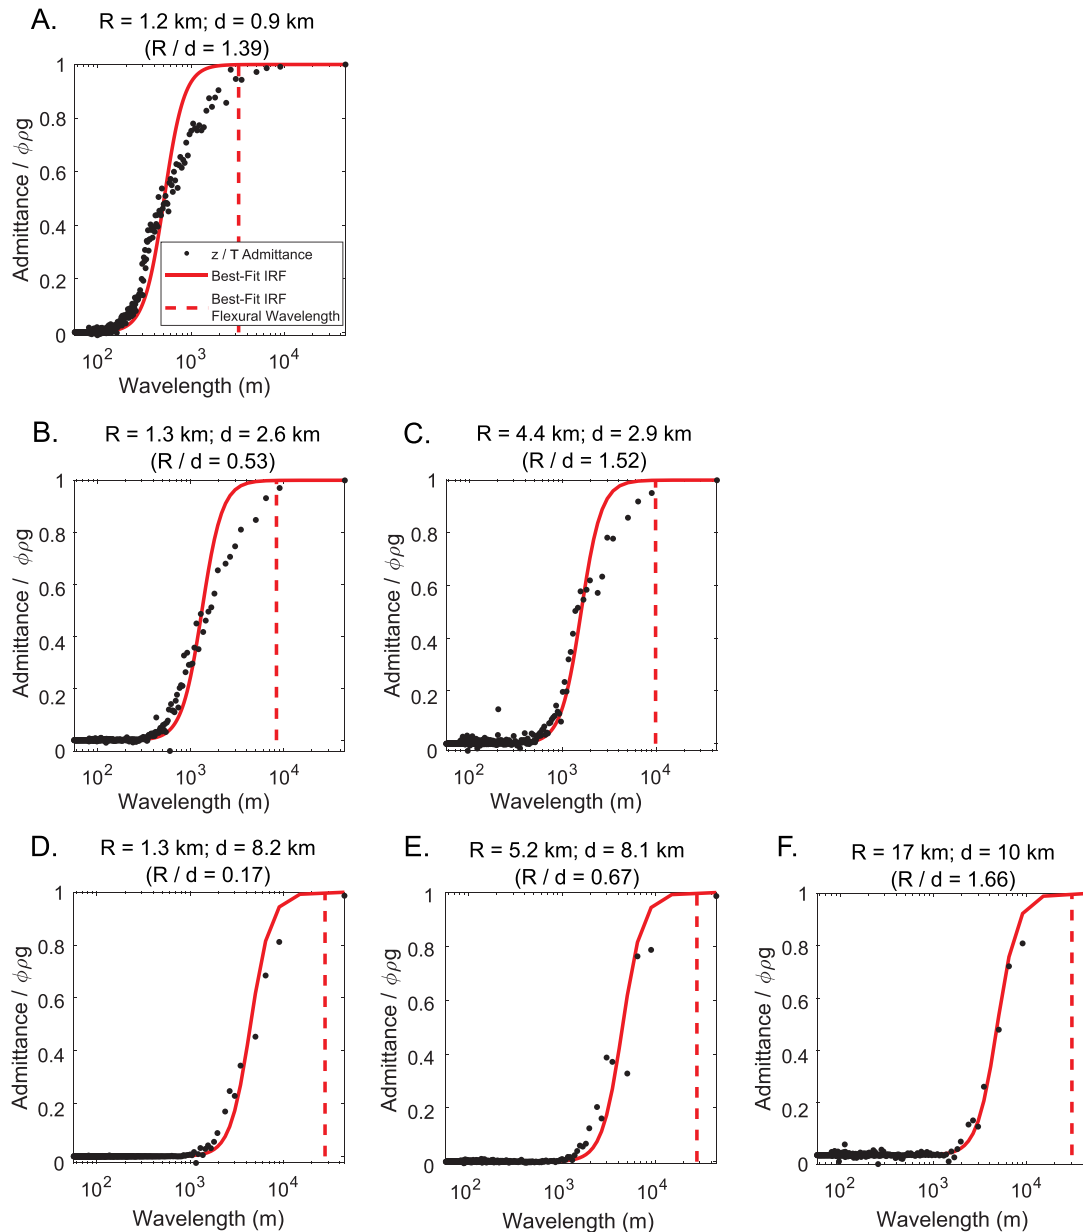 A.
R = 1.2 km; d = 0.9 km
(R / d = 1.39)
1
0.8
0.6
0.4
0.2
0
Admittance / ϕρg
z / T Admittance
Best-Fit IRF
Best-Fit IRF
Flexural Wavelength
10²
10³
10⁴
Wavelength (m)
B.
R = 1.3 km; d = 2.6 km
(R / d = 0.53)
1
0.8
0.6
0.4
0.2
0
Admittance / ϕρg
10²
10³
10⁴
Wavelength (m)
C.
R = 4.4 km; d = 2.9 km
(R / d = 1.52)
1
0.8
0.6
0.4
0.2
0
Admittance / ϕρg
10²
10³
10⁴
Wavelength (m)
D.
R = 1.3 km; d = 8.2 km
(R / d = 0.17)
1
0.8
0.6
0.4
0.2
0
Admittance / ϕρg
10²
10³
10⁴
Wavelength (m)
E.
R = 5.2 km; d = 8.1 km
(R / d = 0.67)
1
0.8
0.6
0.4
0.2
0
Admittance / ϕρg
10²
10³
10⁴
Wavelength (m)
F.
R = 17 km; d = 10 km
(R / d = 1.66)
1
0.8
0.6
0.4
0.2
0
Admittance / ϕρg
10²
10³
10⁴
Wavelength (m)